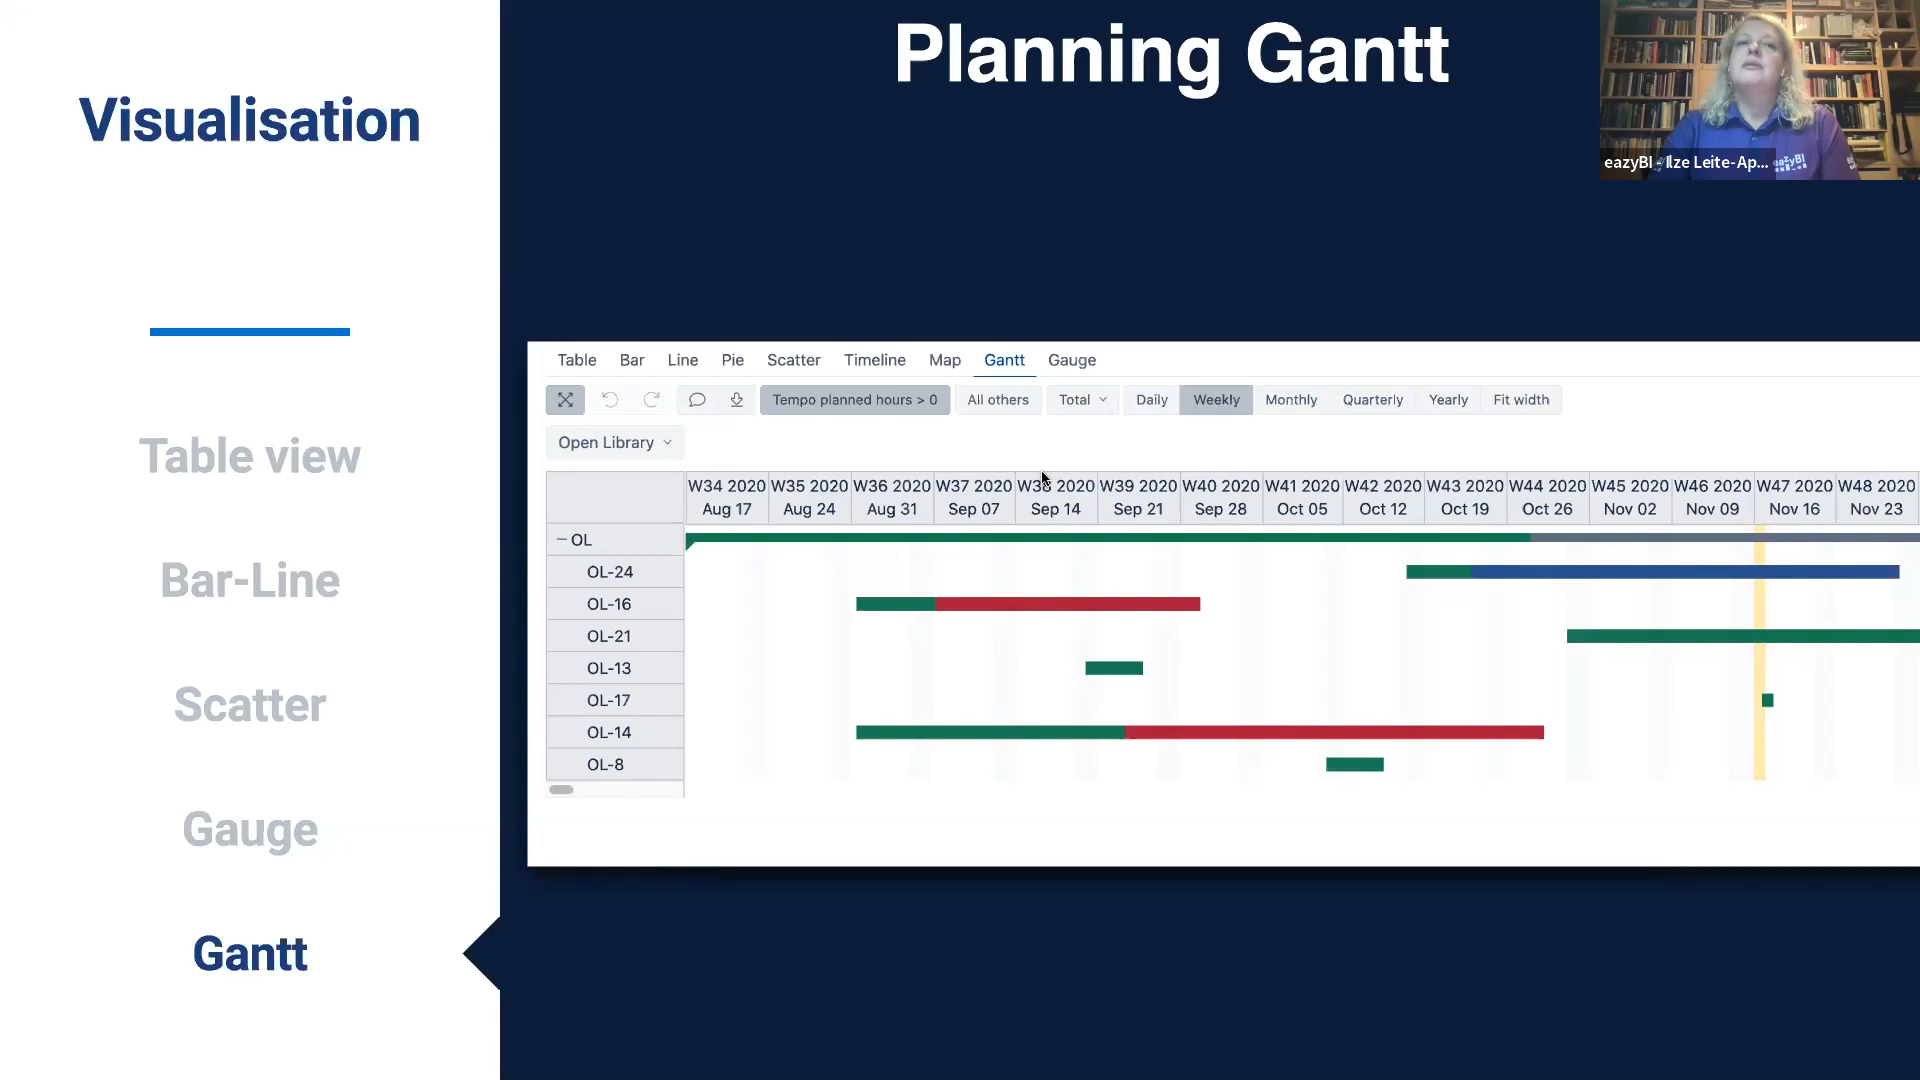 Visualisation
Table view
Bar-Line
Scatter
Gauge
Gantt
Planning Gantt
eazyBI - Ilze Leite-Ap...
eazyBI
Table Bar Line Pie Scatter Timeline Map Gantt Gauge
Tempo planned hours > 0 All others Total Daily Weekly Monthly Quarterly Yearly Fit width
Open Library
W34 2020 W35 2020 W36 2020 W37 2020 W38 2020 W39 2020 W40 2020 W41 2020 W42 2020 W43 2020 W44 2020 W45 2020 W46 2020 W47 2020 W48 2020
Aug 17 Aug 24 Aug 31 Sep 07 Sep 14 Sep 21 Sep 28 Oct 05 Oct 12 Oct 19 Oct 26 Nov 02 Nov 09 Nov 16 Nov 23
OL
OL-24
OL-16
OL-21
OL-13
OL-17
OL-14
OL-8